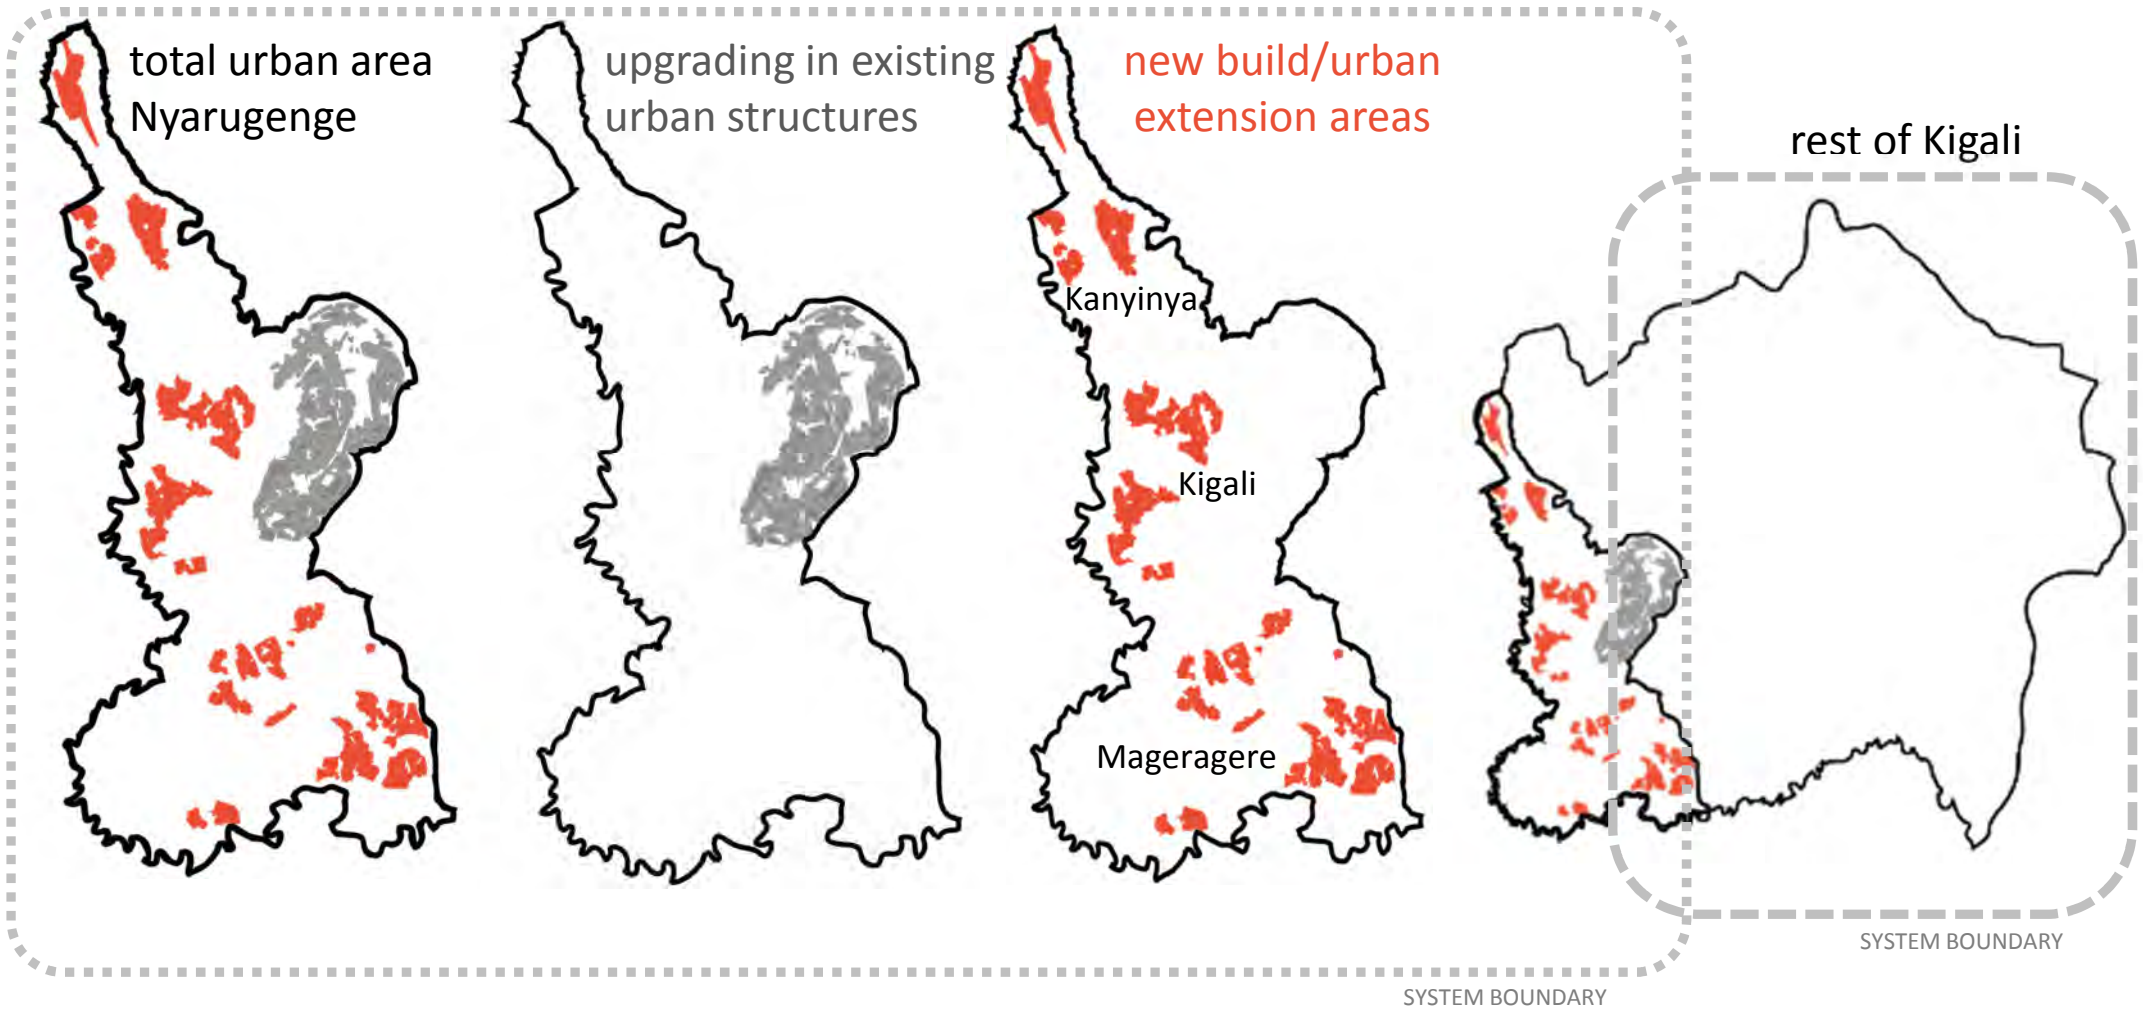 total urban area
Nyarugenge
upgrading in existing
urban structures
new build/urban
extension areas
rest of Kigali
Kanyinya
Kigali
Mageragere
SYSTEM BOUNDARY
SYSTEM BOUNDARY